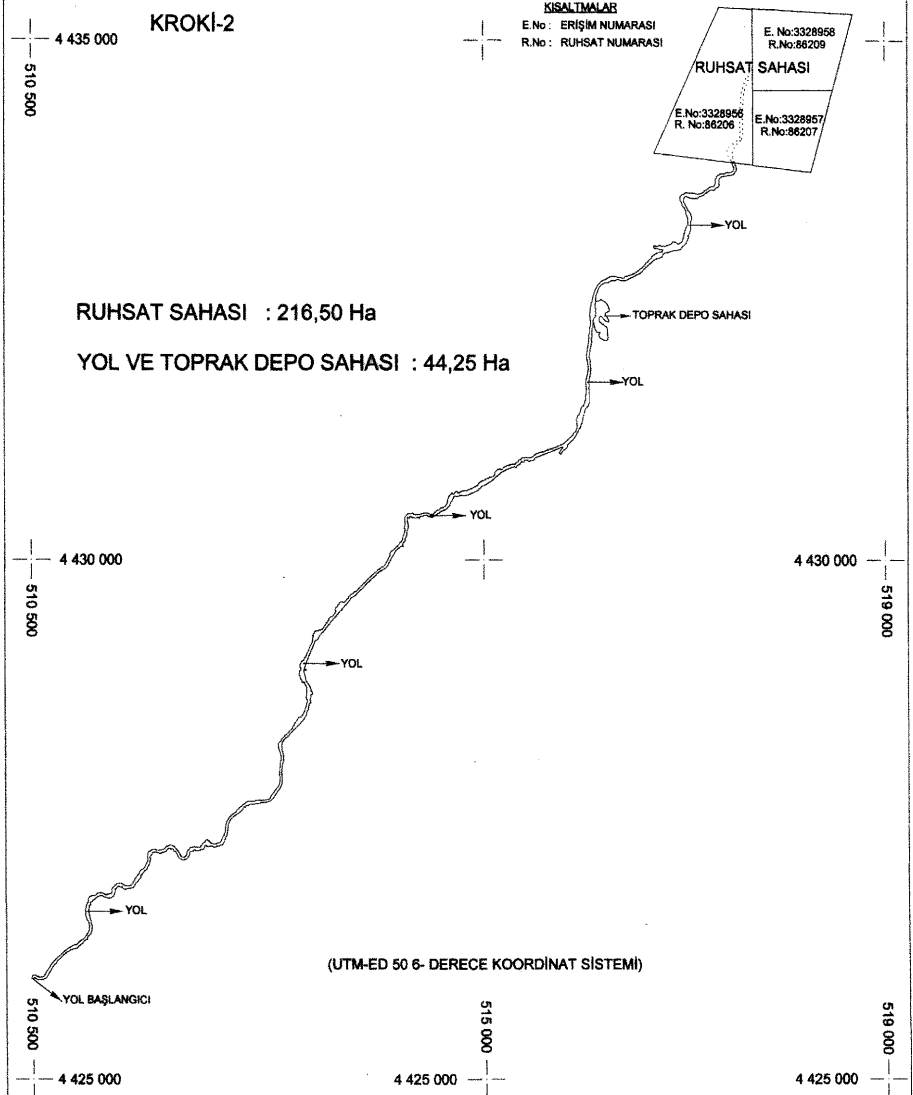 KROKİ-2
KISALTMALAR
E.No : ERİŞİM NUMARASI
R.No : RUHSAT NUMARASI
4 435 000
510 500
E. No:3328958
R.No:86209
RUHSAT SAHASI
E.No:3328956
R. No:86206
E.No:3328957
R.No:86207
YOL
RUHSAT SAHASI : 216,50 Ha
TOPRAK DEPO SAHASI
YOL VE TOPRAK DEPO SAHASI : 44,25 Ha
YOL
YOL
4 430 000
4 430 000
510 500
519 000
YOL
YOL
(UTM-ED 50 6- DERECE KOORDİNAT SİSTEMİ)
YOL BAŞLANGICI
510 500
515 000
519 000
4 425 000
4 425 000
4 425 000